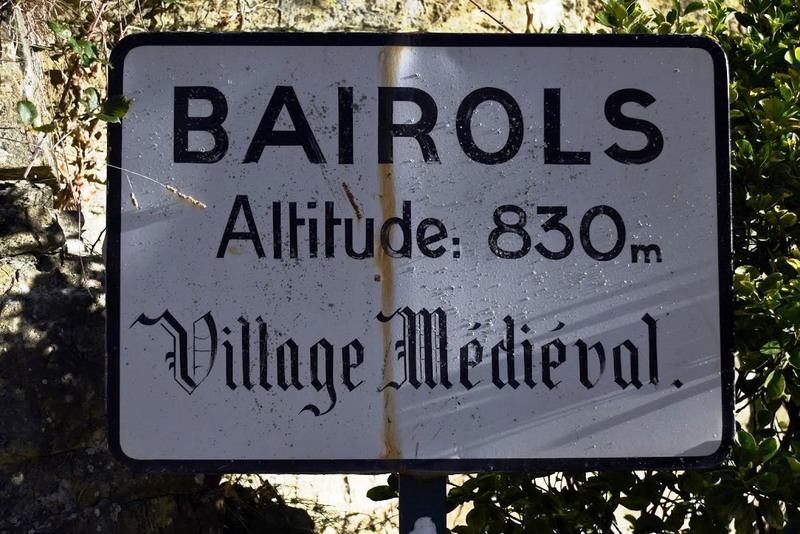 BAIROLS
Altitude: 830m
Village Médiéval.